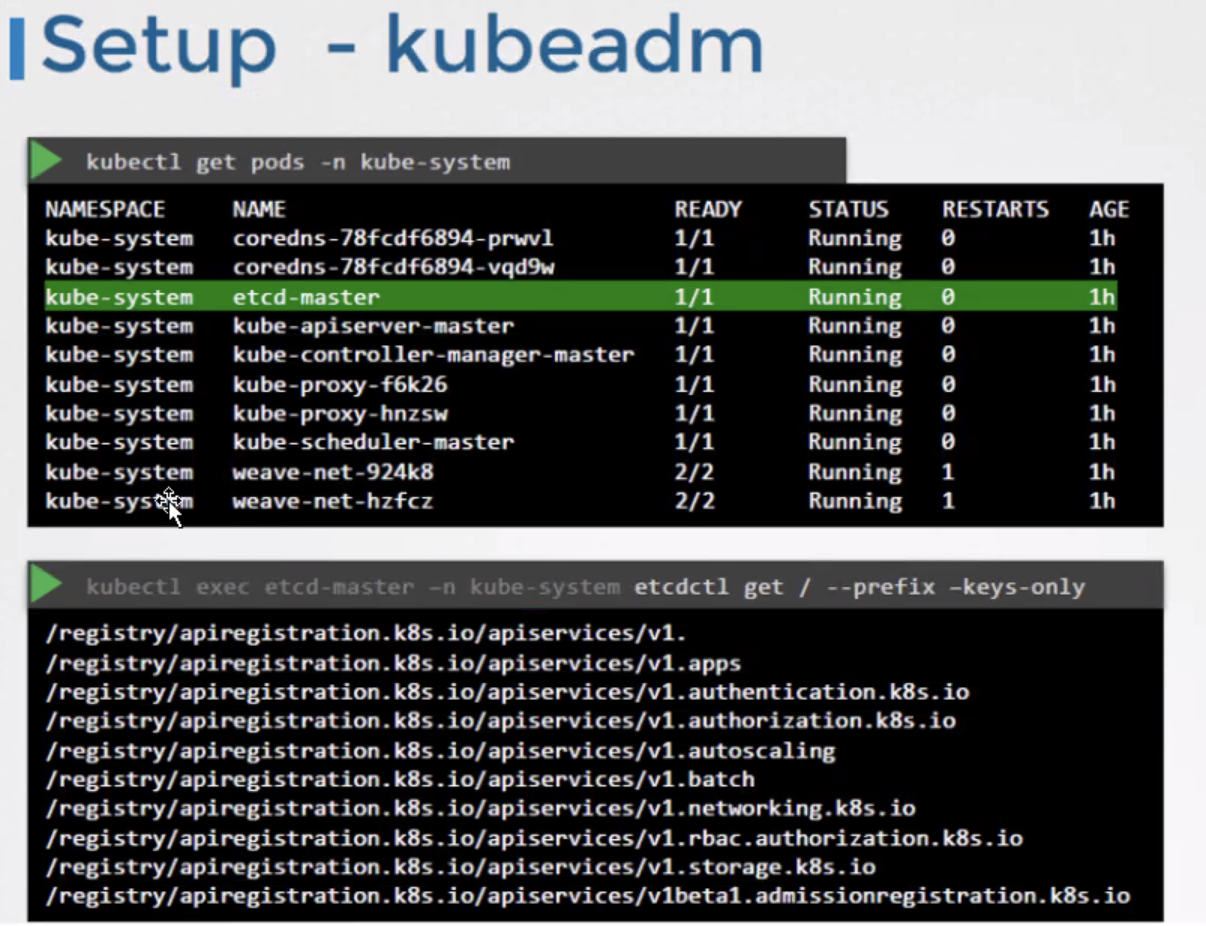 Setup - kubeadm
kubectl get pods -n kube-system
NAMESPACE NAME READY STATUS RESTARTS AGE
kube-system coredns-78fcdf6894-prwvl 1/1 Running 0 1h
kube-system coredns-78fcdf6894-vqd9w 1/1 Running 0 1h
kube-system etcd-master 1/1 Running 0 1h
kube-system kube-apiserver-master 1/1 Running 0 1h
kube-system kube-controller-manager-master 1/1 Running 0 1h
kube-system kube-proxy-f6k26 1/1 Running 0 1h
kube-system kube-proxy-hnzsw 1/1 Running 0 1h
kube-system kube-scheduler-master 1/1 Running 0 1h
kube-system weave-net-924k8 2/2 Running 1 1h
kube-system weave-net-hzfcz 2/2 Running 1 1h
kubectl exec etcd-master –n kube-system etcdctl get / --prefix –keys-only
/registry/apiregistration.k8s.io/apiservices/v1.
/registry/apiregistration.k8s.io/apiservices/v1.apps
/registry/apiregistration.k8s.io/apiservices/v1.authentication.k8s.io
/registry/apiregistration.k8s.io/apiservices/v1.authorization.k8s.io
/registry/apiregistration.k8s.io/apiservices/v1.autoscaling
/registry/apiregistration.k8s.io/apiservices/v1.batch
/registry/apiregistration.k8s.io/apiservices/v1.networking.k8s.io
/registry/apiregistration.k8s.io/apiservices/v1.rbac.authorization.k8s.io
/registry/apiregistration.k8s.io/apiservices/v1.storage.k8s.io
/registry/apiregistration.k8s.io/apiservices/v1beta1.admissionregistration.k8s.io